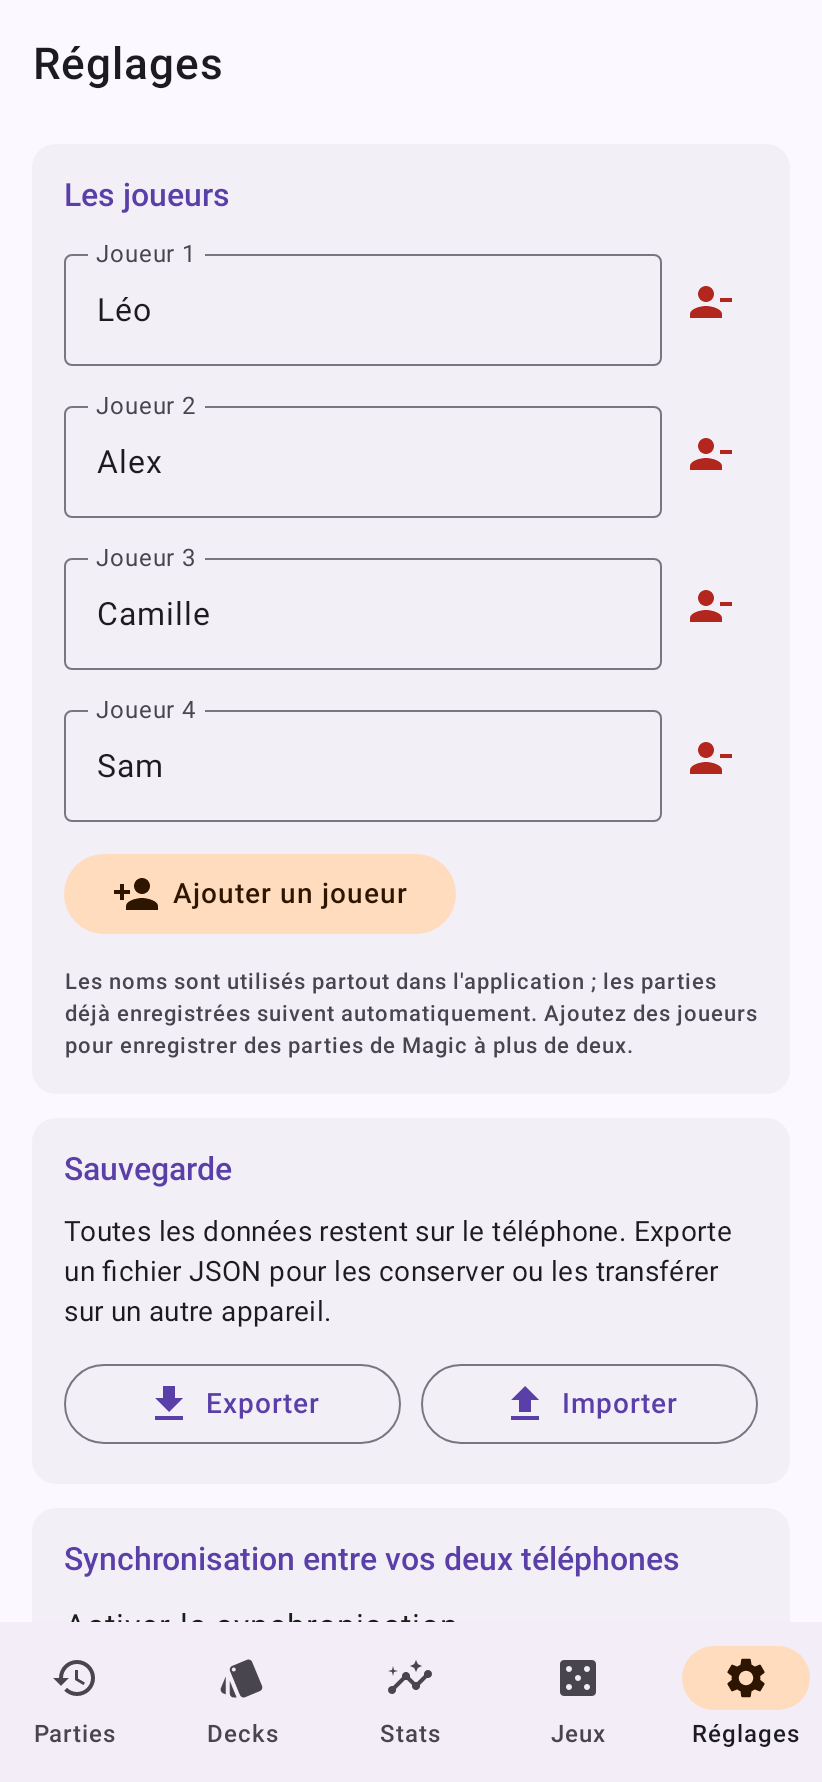 Réglages
Les joueurs
Joueur 1
Léo
Joueur 2
Alex
Joueur 3
Camille
Joueur 4
Sam
Ajouter un joueur
Les noms sont utilisés partout dans l'application ; les parties
déjà enregistrées suivent automatiquement. Ajoutez des joueurs
pour enregistrer des parties de Magic à plus de deux.
Sauvegarde
Toutes les données restent sur le téléphone. Exporte
un fichier JSON pour les conserver ou les transférer
sur un autre appareil.
Exporter
Importer
Synchronisation entre vos deux téléphones
Activer la synchronisation
Parties
Decks
Stats
Jeux
Réglages